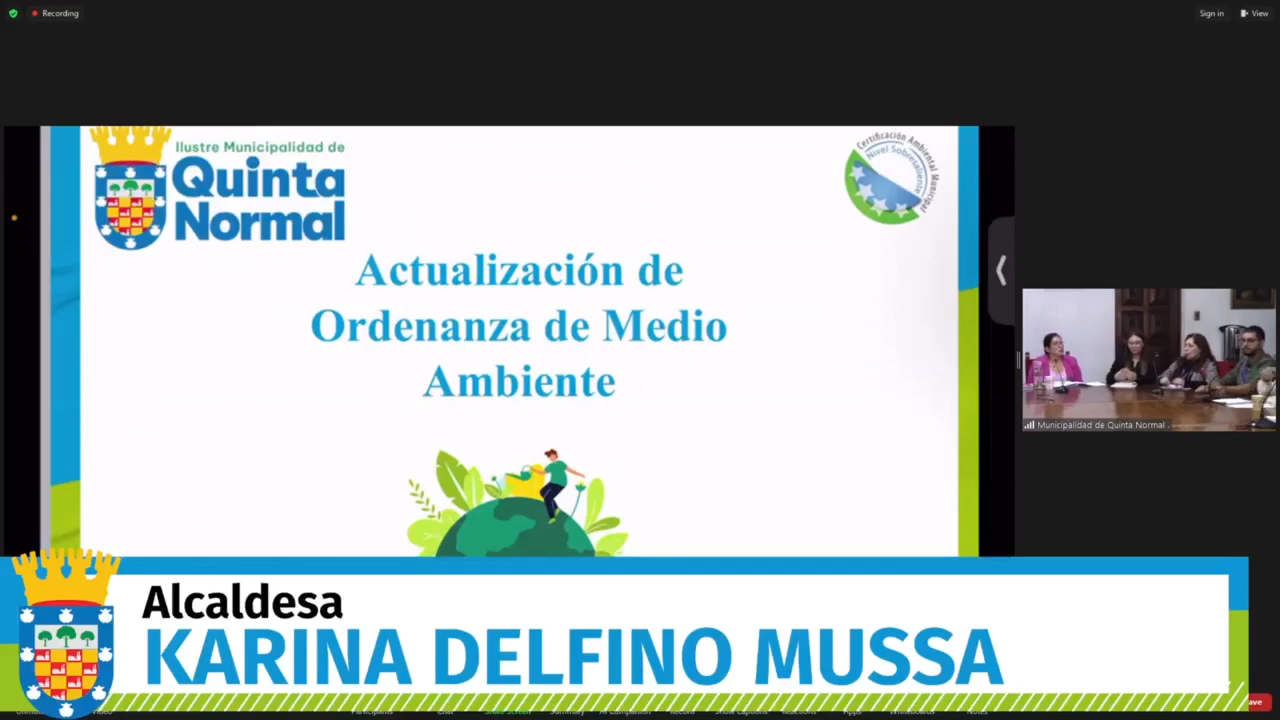 Recording
Sign in
View
Ilustre Municipalidad de
Quinta
Normal
Certificación Ambiental Municipal
Nivel Sobresaliente
Actualización de
Ordenanza de Medio
Ambiente
Municipalidad de Quinta Normal .
Alcaldesa
KARINA DELFINO MUSSA